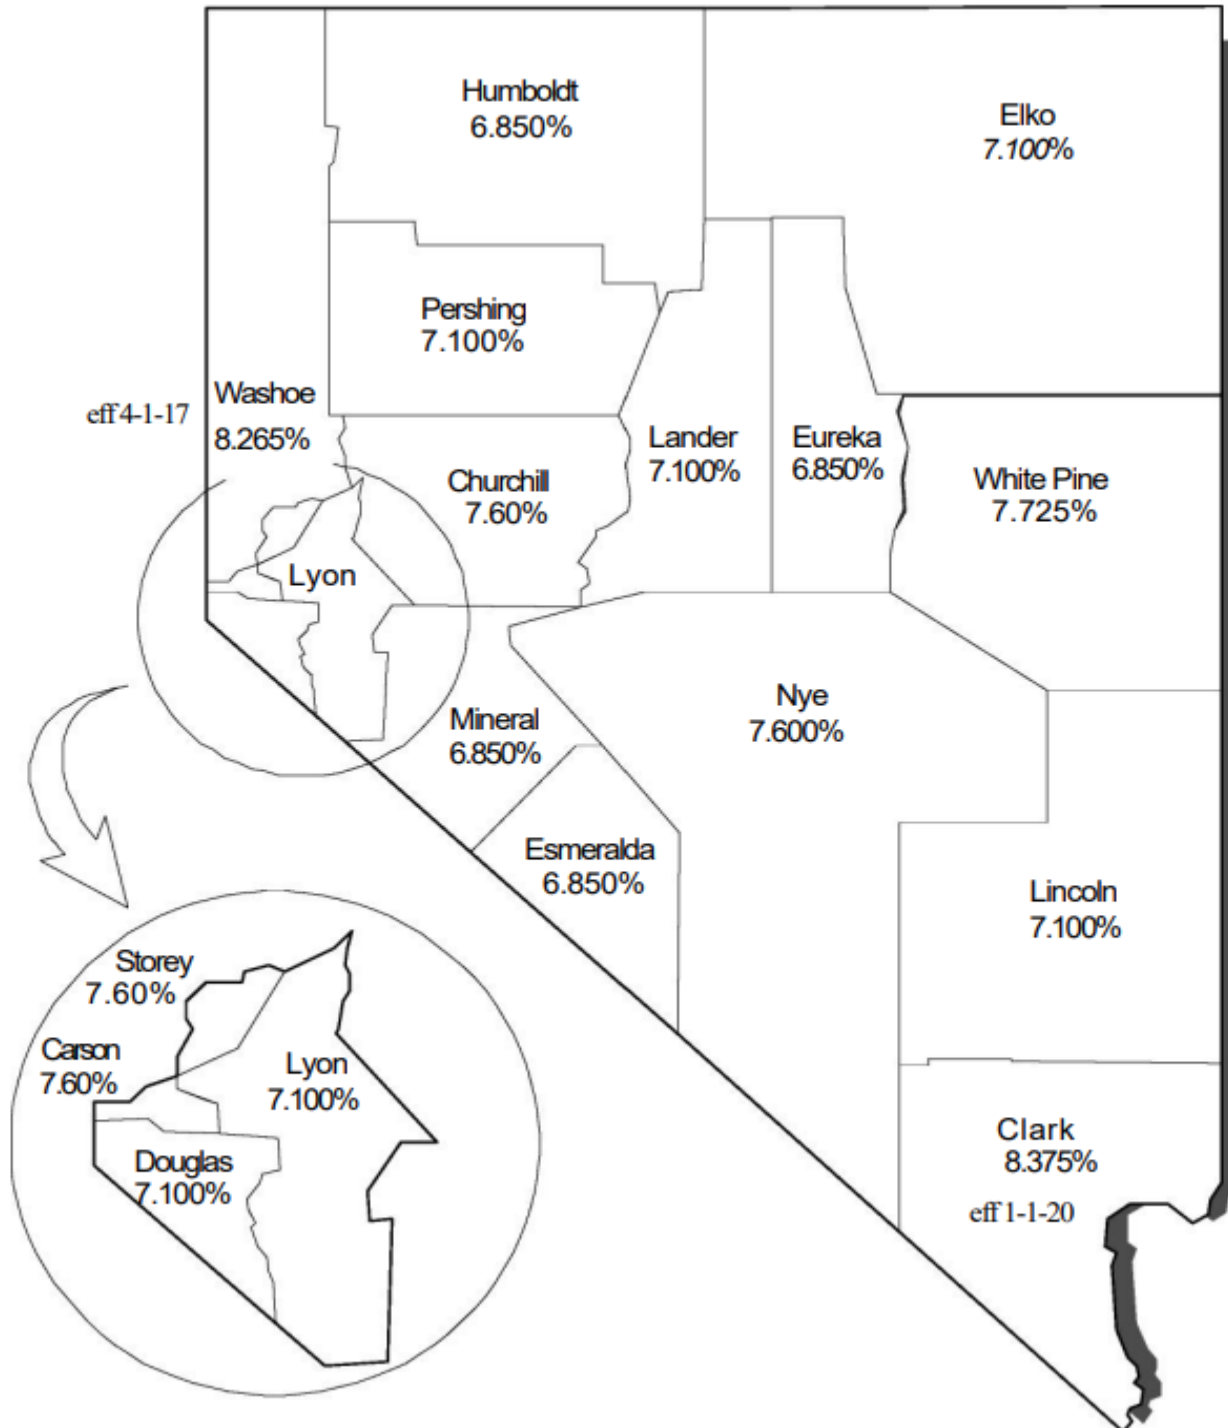 Humboldt
6.850%
Elko
7.100%
Pershing
7.100%
eff 4-1-17
Washoe
8.265%
Churchill
7.60%
Lander
7.100%
Eureka
6.850%
White Pine
7.725%
Lyon
Mineral
6.850%
Nye
7.600%
Esmeralda
6.850%
Lincoln
7.100%
Storey
7.60%
Carson
7.60%
Lyon
7.100%
Douglas
7.100%
Clark
8.375%
eff 1-1-20